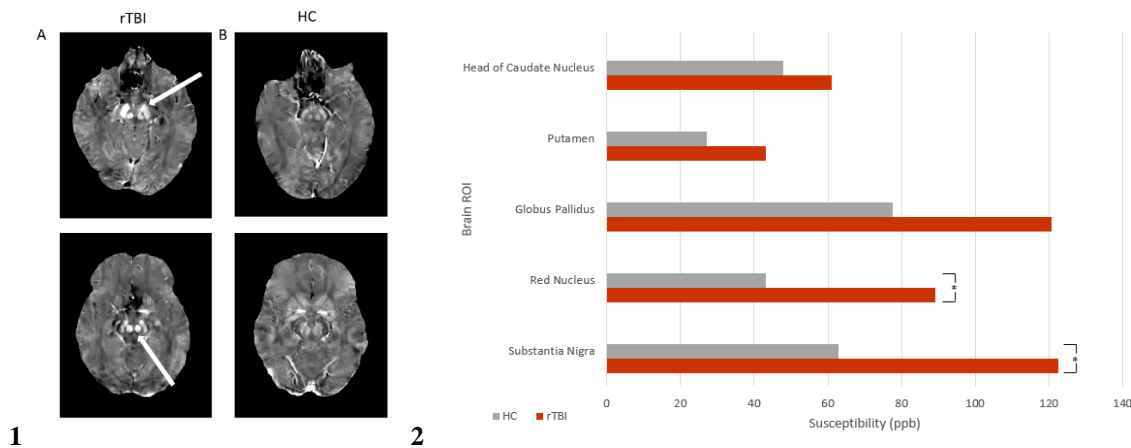 rTBI
HC
A
B
1
Brain ROI
Head of Caudate Nucleus
Putamen
Globus Pallidus
Red Nucleus
*
Substantia Nigra
*
0 20 40 60 80 100 120 140
HC rTBI
Susceptibility (ppb)
2